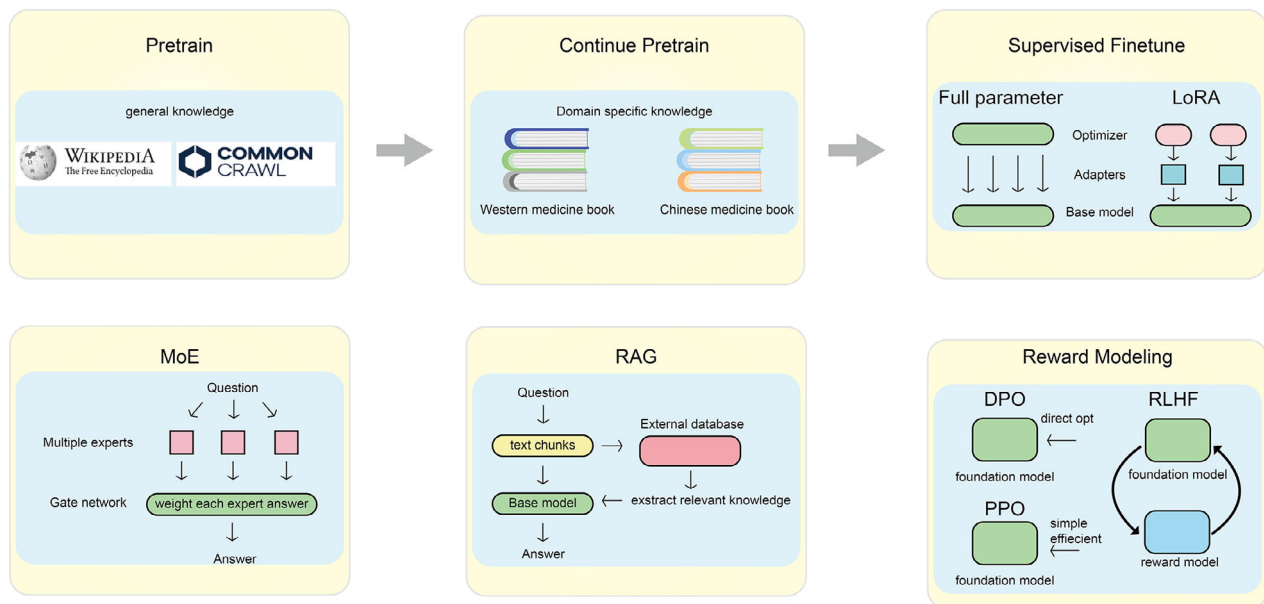 Pretrain
general knowledge
WIKIPEDIA
The Free Encyclopedia
COMMON
CRAWL
Continue Pretrain
Domain specific knowledge
Western medicine book
Chinese medicine book
Supervised Finetune
Full parameter
LoRA
Optimizer
Adapters
Base model
MoE
Question
Multiple experts
Gate network
weight each expert answer
Answer
RAG
Question
text chunks
External database
Base model
exstract relevant knowledge
Answer
Reward Modeling
DPO
direct opt
foundation model
RLHF
foundation model
PPO
simple
effiecient
foundation model
reward model